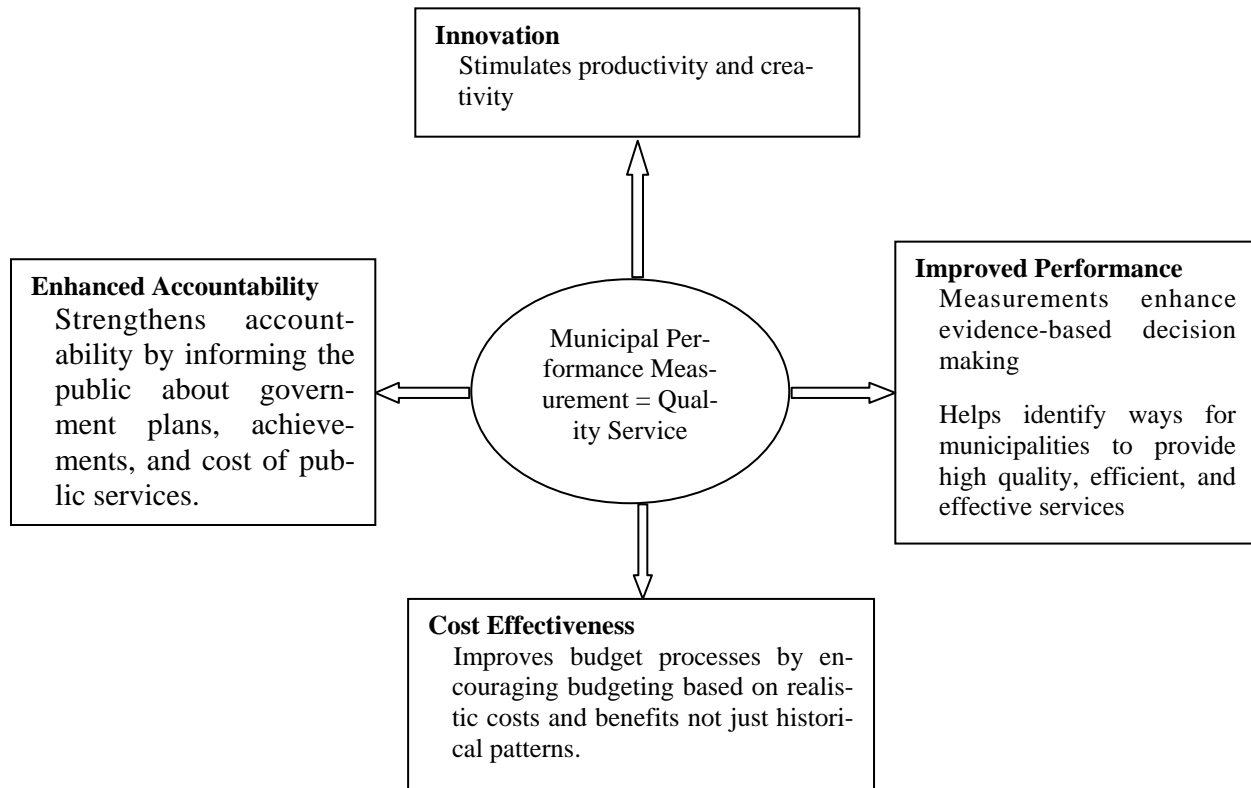 Innovation
Stimulates productivity and crea-
tivity
Enhanced Accountability
Strengthens account-
ability by informing the
public about govern-
ment plans, achieve-
ments, and cost of pub-
lic services.
Municipal Per-
formance Meas-
urement = Qual-
ity Service
Improved Performance
Measurements enhance
evidence-based decision
making
Helps identify ways for
municipalities to provide
high quality, efficient, and
effective services
Cost Effectiveness
Improves budget processes by en-
couraging budgeting based on realis-
tic costs and benefits not just histori-
cal patterns.